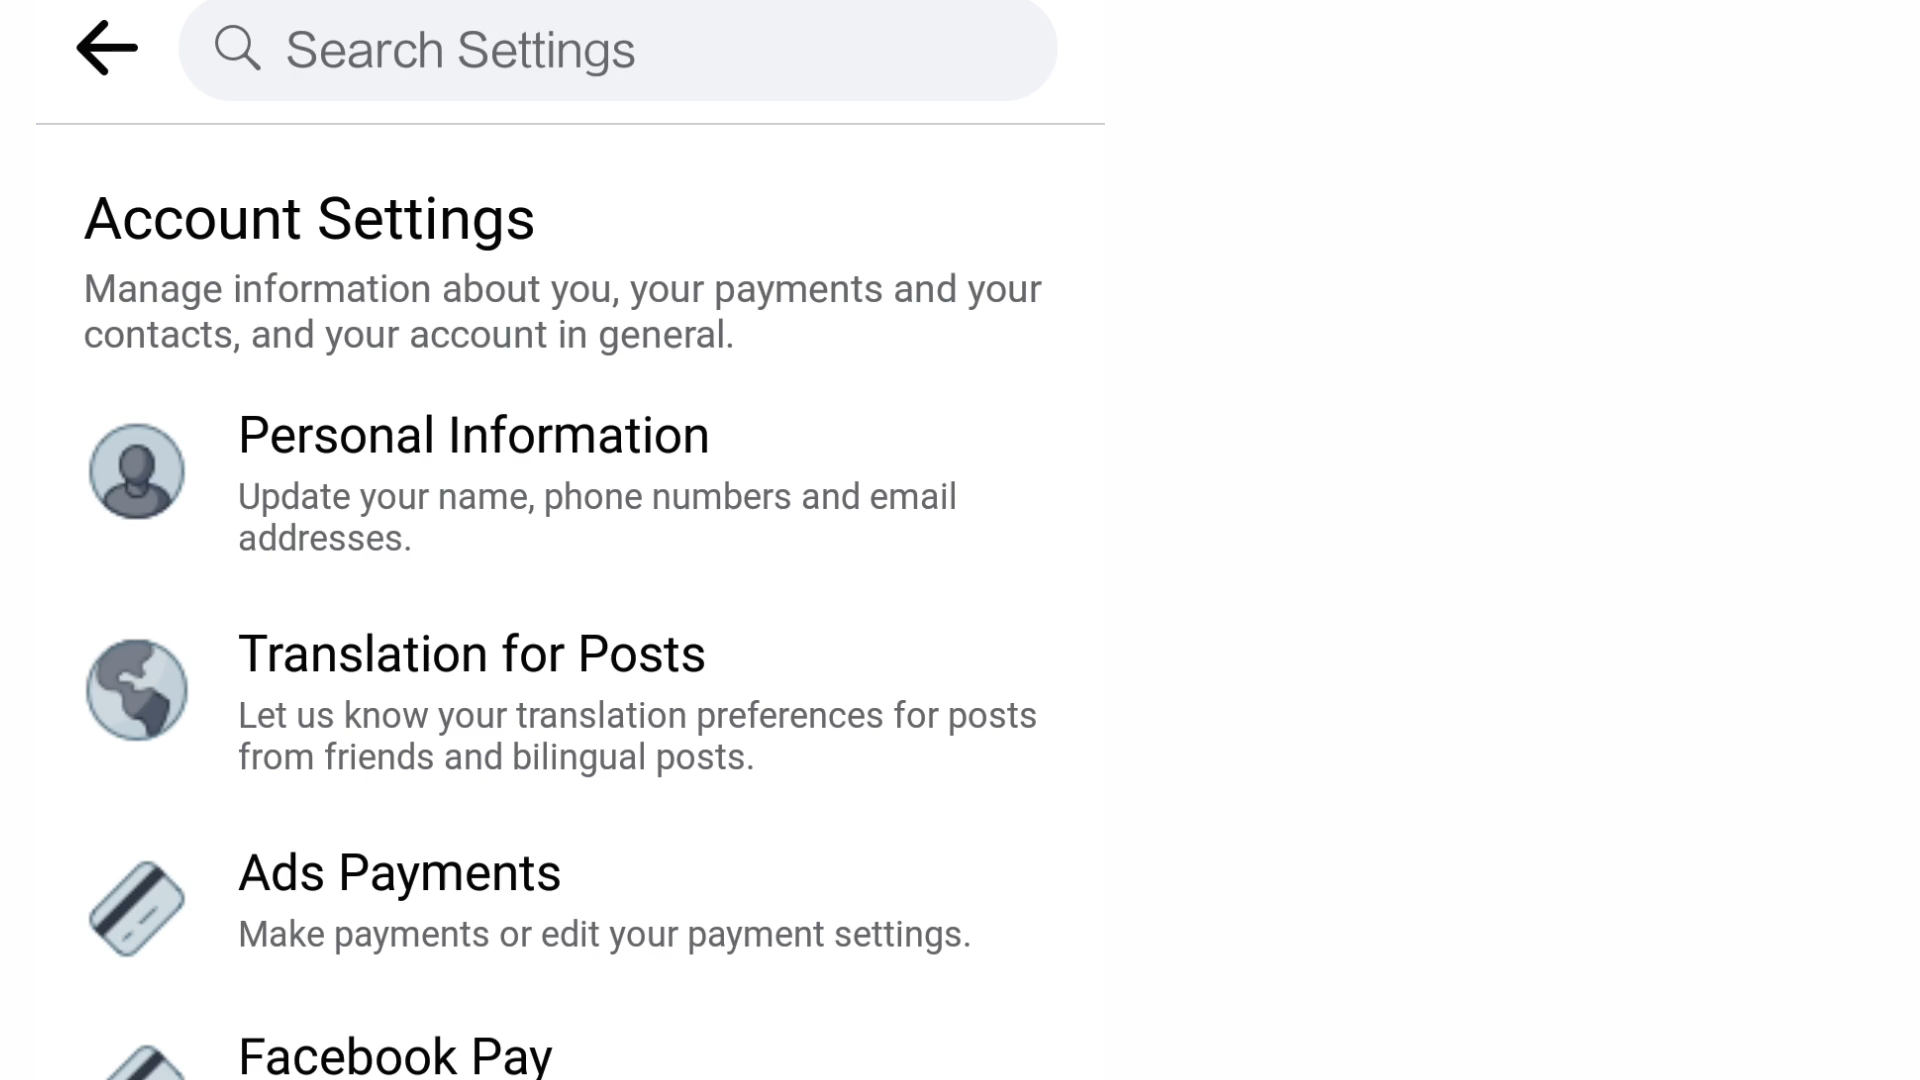 Search Settings
Account Settings
Manage information about you, your payments and your
contacts, and your account in general.
Personal Information
Update your name, phone numbers and email
addresses.
Translation for Posts
Let us know your translation preferences for posts
from friends and bilingual posts.
Ads Payments
Make payments or edit your payment settings.
Facebook Pay